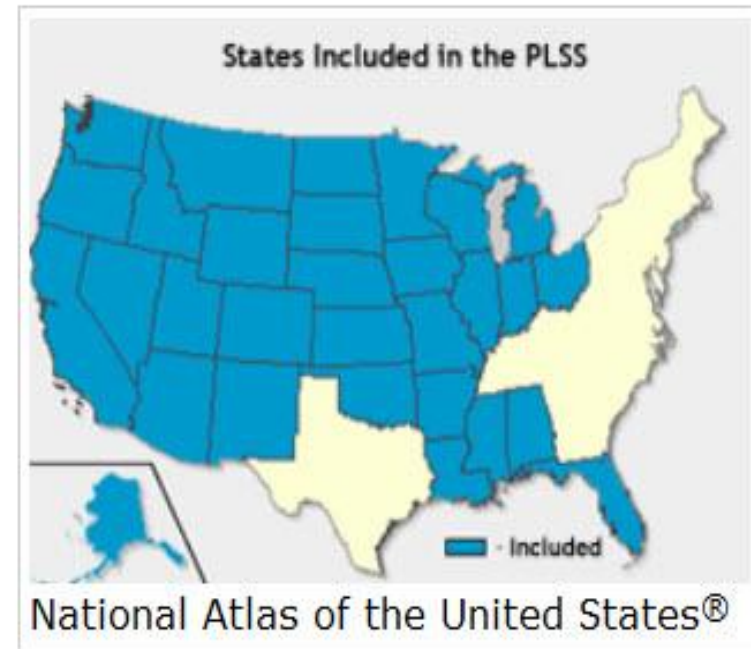 States Included in the PLSS
- Included
National Atlas of the United States®